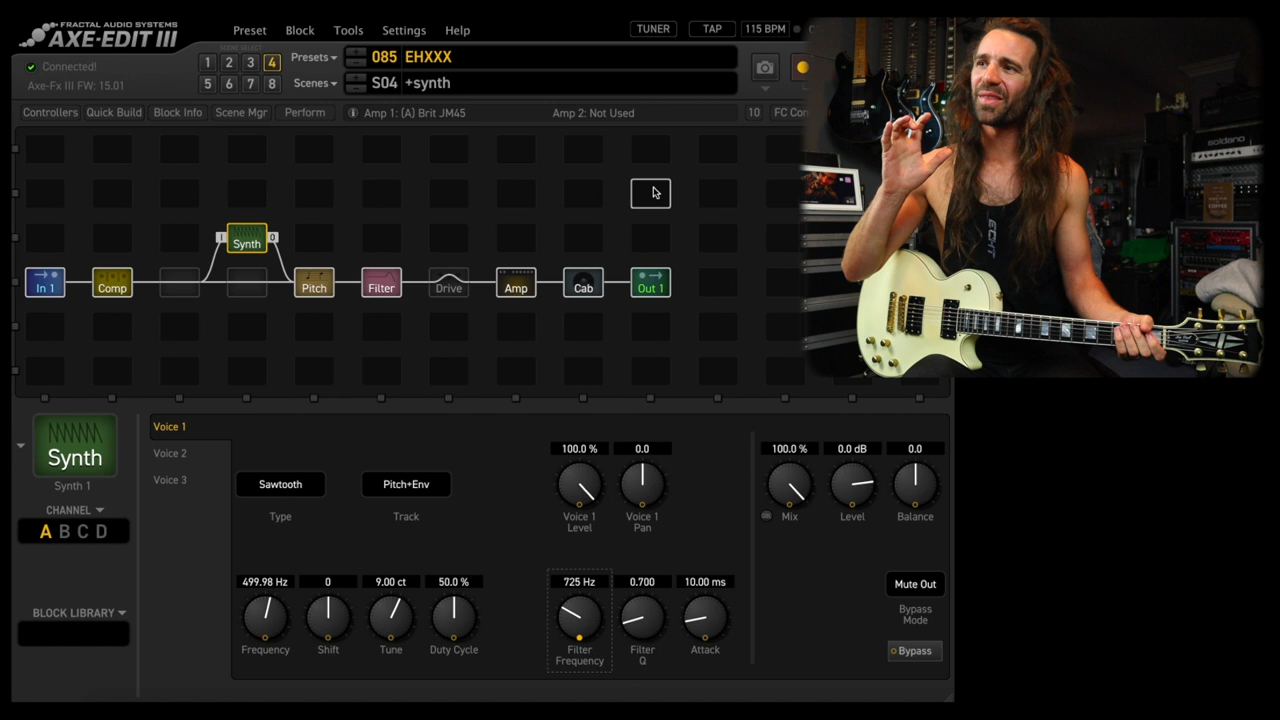 FRACTAL AUDIO SYSTEMS
AXE-EDIT III
Preset Block Tools Settings Help
TUNER TAP 115 BPM
SCENE SELECT
1 2 3 4
5 6 7 8
Presets 085 EHXXX
Scenes S04 +synth
Connected!
Axe-Fx III FW: 15.01
Controllers Quick Build Block Info Scene Mgr Perform Amp 1: (A) Brit JM45 Amp 2: Not Used 10 FC Con
I Synth O
In 1 Comp Pitch Filter Drive Amp Cab Out 1
soldano
Synth
Synth 1
CHANNEL
A B C D
BLOCK LIBRARY
Voice 1
Voice 2
Voice 3
Sawtooth Pitch+Env
Type Track
100.0 % 0.0
Voice 1 Level
Voice 1 Pan
100.0 % 0.0 dB 0.0
Mix Level Balance
499.98 Hz 0 9.00 ct 50.0 %
Frequency Shift Tune Duty Cycle
725 Hz 0.700 10.00 ms
Filter Frequency
Filter Q
Attack
Mute Out
Bypass Mode
Bypass